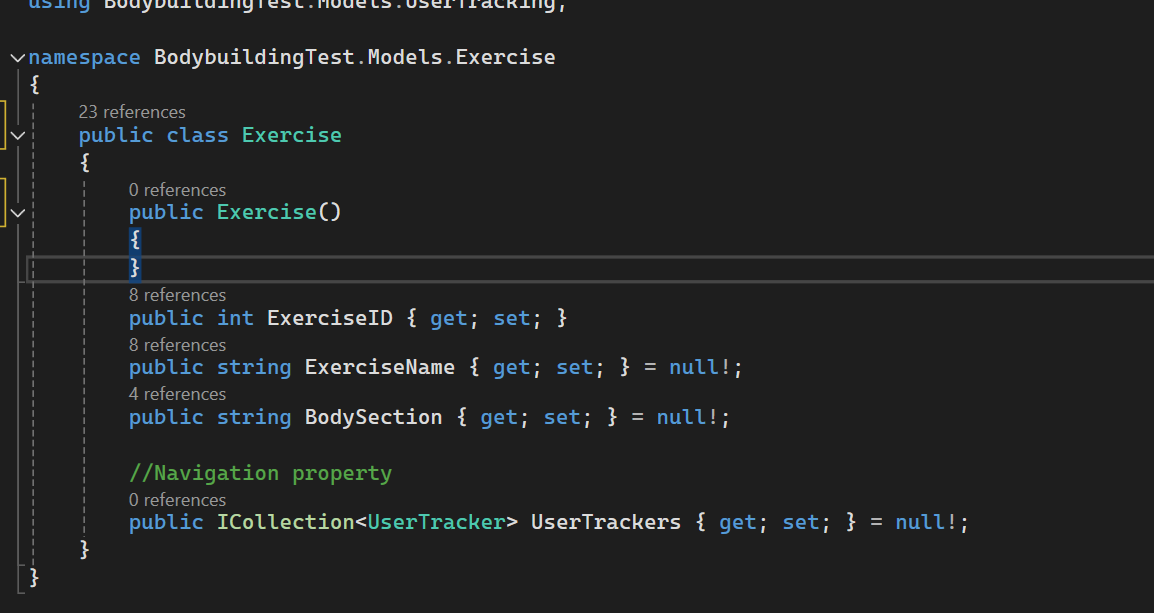 using BodybuildingTest.Models.UserTracking;
namespace BodybuildingTest.Models.Exercise
{
23 references
public class Exercise
{
0 references
public Exercise()
{
}
8 references
public int ExerciseID { get; set; }
8 references
public string ExerciseName { get; set; } = null!;
4 references
public string BodySection { get; set; } = null!;
//Navigation property
0 references
public ICollection<UserTracker> UserTrackers { get; set; } = null!;
}
}